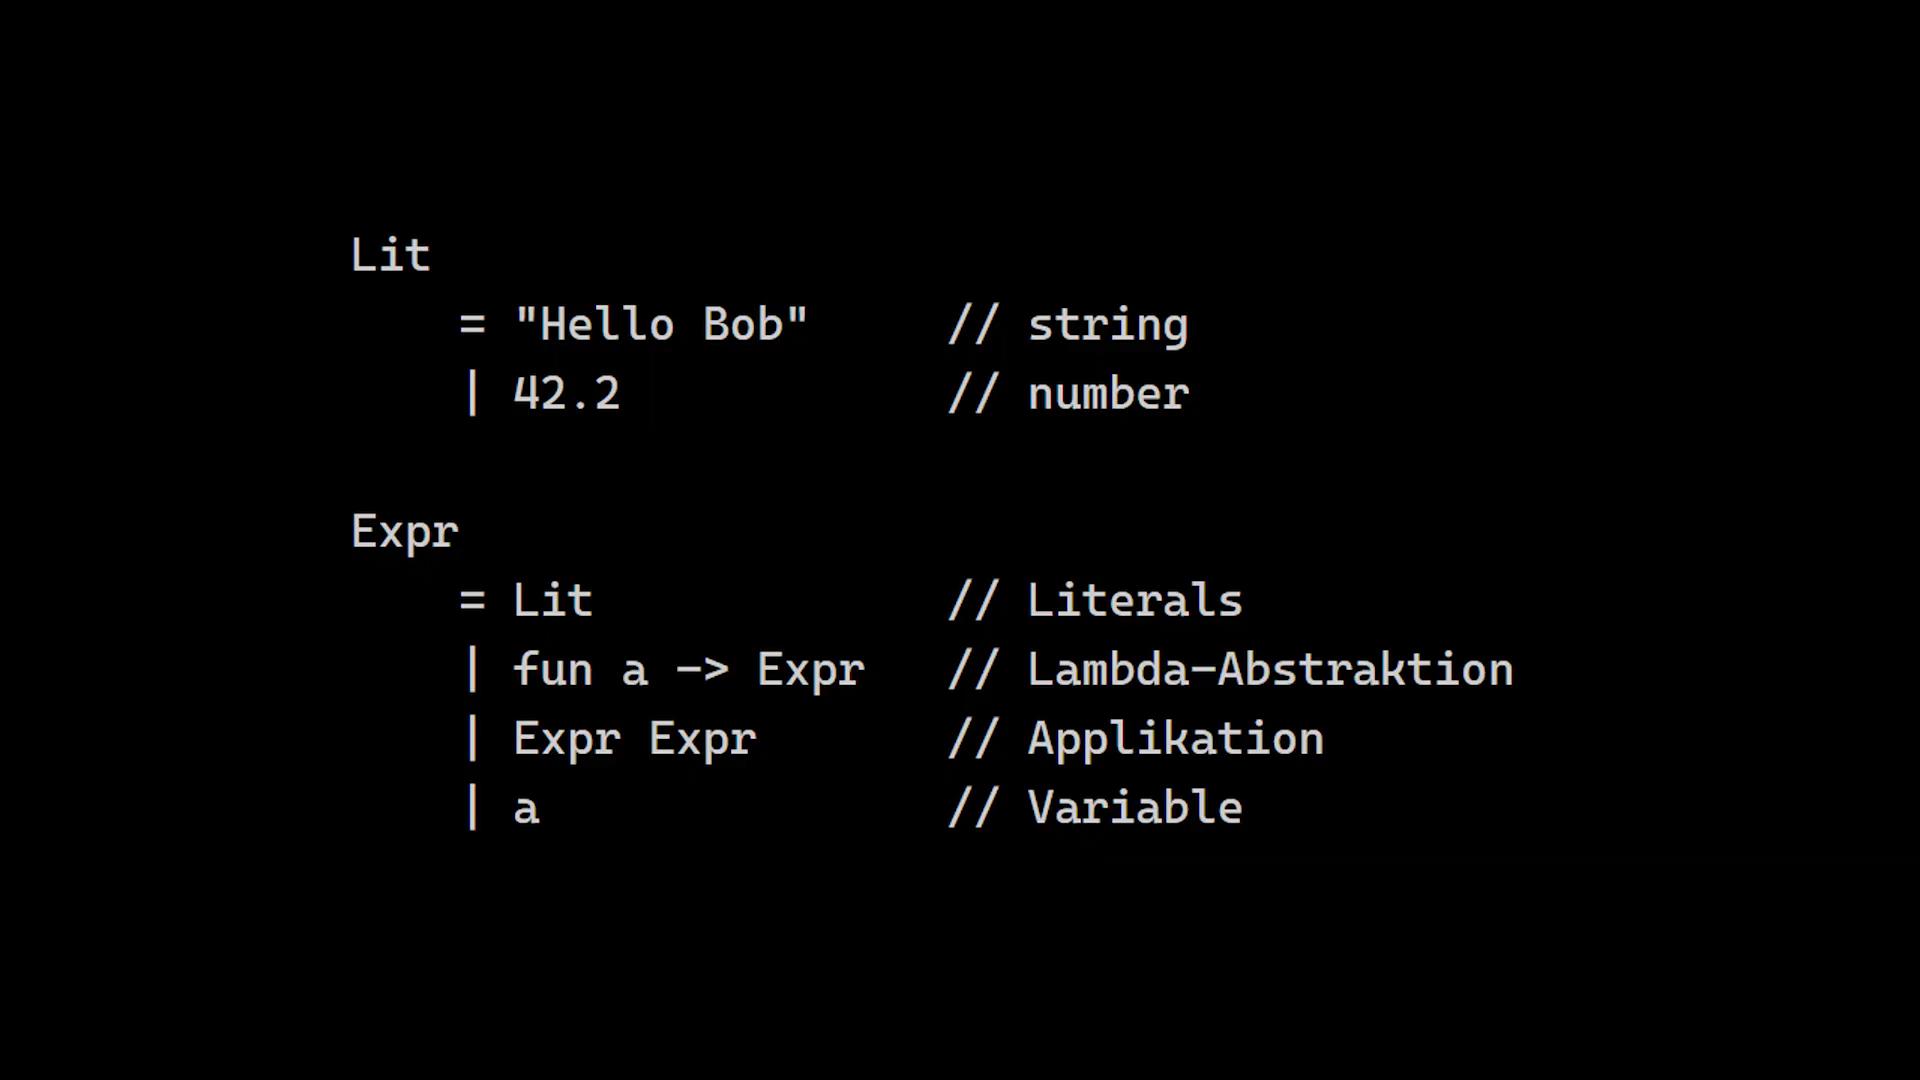 Lit
    = "Hello Bob"     // string
    | 42.2            // number
Expr
    = Lit             // Literals
    | fun a -> Expr   // Lambda-Abstraktion
    | Expr Expr       // Applikation
    | a               // Variable